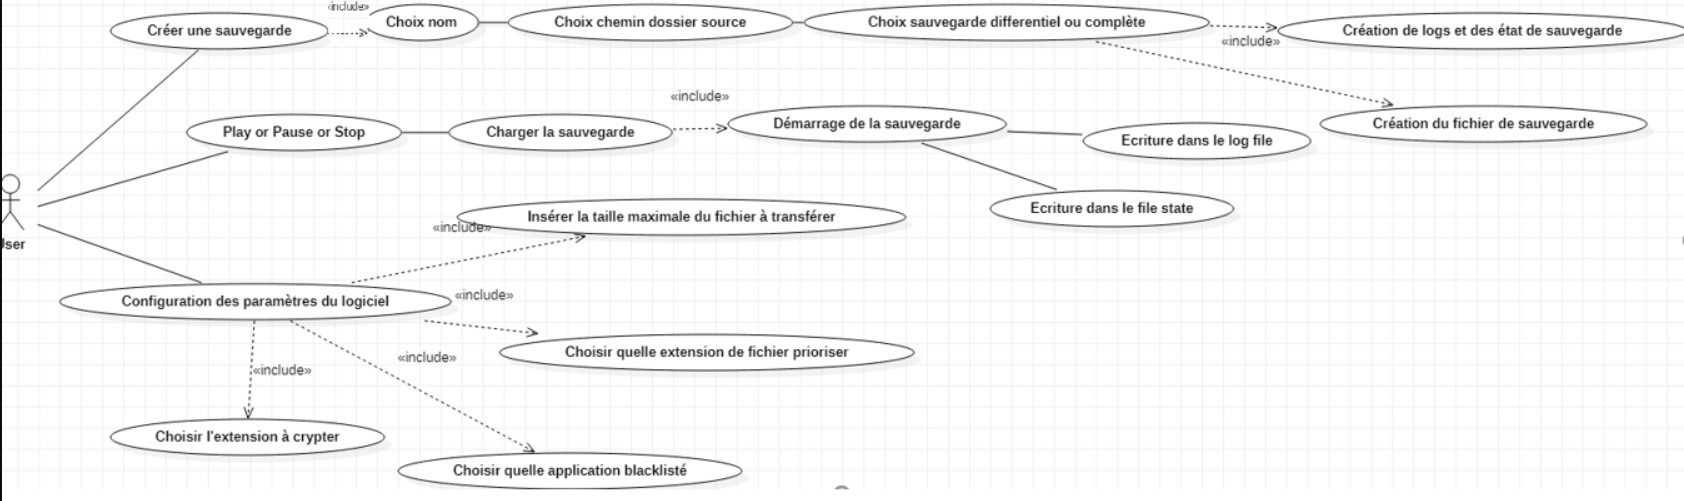 «include»
Créer une sauvegarde
Choix nom
Choix chemin dossier source
Choix sauvegarde differentiel ou complète
Création de logs et des état de sauvegarde
«include»
«include»
Play or Pause or Stop
Charger la sauvegarde
Démarrage de la sauvegarde
Création du fichier de sauvegarde
Ecriture dans le log file
Ecriture dans le file state
Insérer la taille maximale du fichier à transférer
«include»
User
Configuration des paramètres du logiciel
«include»
Choisir quelle extension de fichier prioriser
«include»
«include»
Choisir l'extension à crypter
Choisir quelle application blacklisté